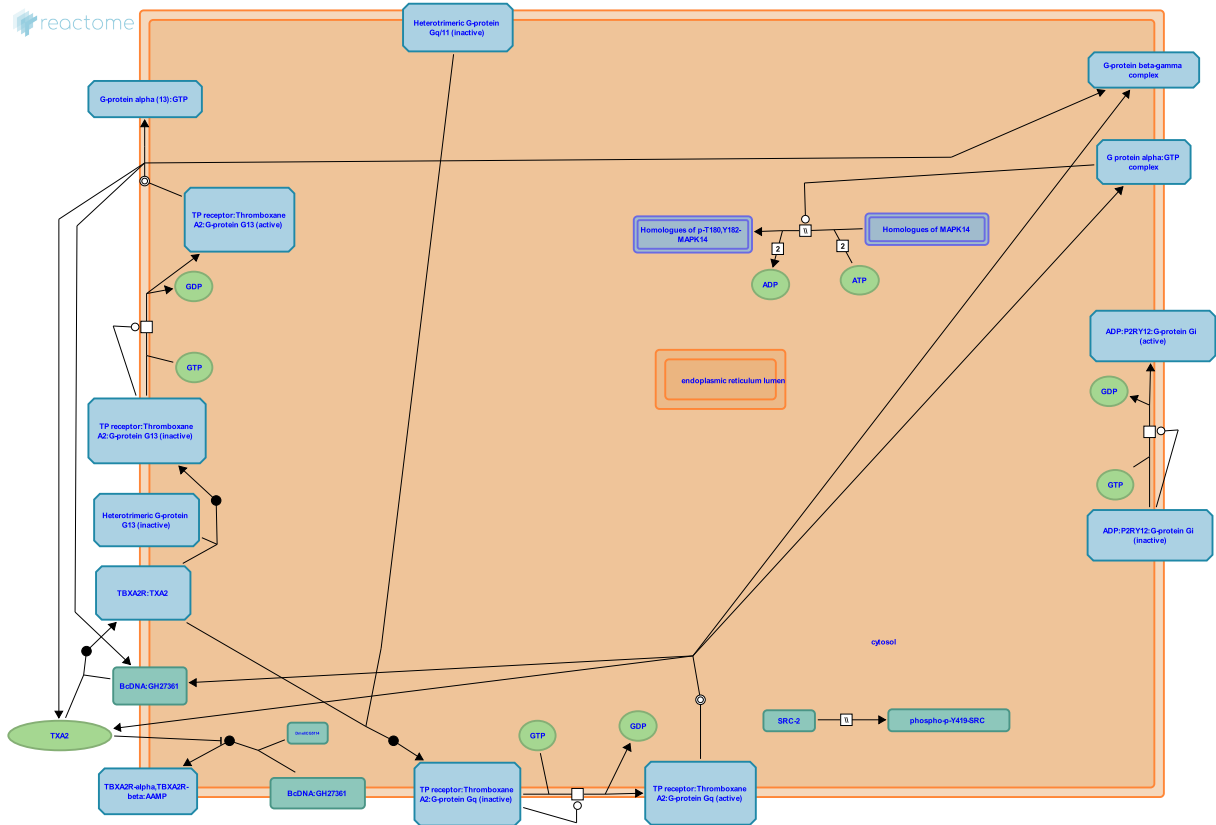 reactome
Heterotrimeric G-protein
Gq/11 (inactive)
G-protein beta-gamma
complex
G-protein alpha (13):GTP
G protein alpha:GTP
complex
TP receptor:Thromboxane
A2:G-protein G13 (active)
Homologues of p-T180,Y182-
MAPK14
Homologues of MAPK14
2
2
ADP
ATP
GDP
GTP
ADP:P2RY12:G-protein Gi
(active)
endoplasmic reticulum lumen
GDP
TP receptor:Thromboxane
A2:G-protein G13 (inactive)
GTP
Heterotrimeric G-protein
G13 (inactive)
ADP:P2RY12:G-protein Gi
(inactive)
TBXA2R:TXA2
cytosol
BcDNA:GH27361
TXA2
SRC-2
phospho-p-Y419-SRC
GTP
GDP
TBXA2R-alpha,TBXA2R-
beta:AAMP
BcDNA:GH27361
TP receptor:Thromboxane
A2:G-protein Gq (inactive)
TP receptor:Thromboxane
A2:G-protein Gq (active)